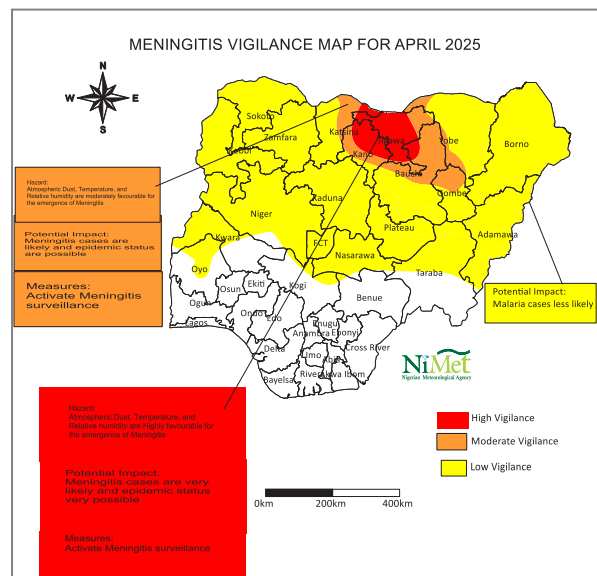 MENINGITIS VIGILANCE MAP FOR APRIL 2025
N
W E
S
Sokoto
Zamfara
Kebbi
Katsina
Jigawa
Kano
Yobe
Borno
Bauchi
Gombe
Kaduna
Niger
Plateau
Adamawa
Kwara
FCT
Nasarawa
Taraba
Oyo
Kogi
Benue
Osun
Ekiti
Ogun
Ondo
Edo
Lagos
Enugu
Anambra
Ebonyi
Cross River
Delta
Imo
Abia
Bayelsa
Rivers
Akwa Ibom
Hazard:
Atmospheric Dust, Temperature, and
Relative humidity are moderately favourable for
the emergence of Meningitis
Potential Impact:
Meningitis cases are
likely and epidemic status
are possible
Measures:
Activate Meningitis
surveillance
Potential Impact:
Malaria cases less likely
NiMet
Nigerian Meteorological Agency
Hazard:
Atmospheric Dust, Temperature, and
Relative humidity are Highly favourable for
the emergence of Meningitis
Potential Impact:
Meningitis cases are very
likely and epidemic status
very possible
Measures:
Activate Meningitis surveillance
High Vigilance
Moderate Vigilance
Low Vigilance
0km 200km 400km